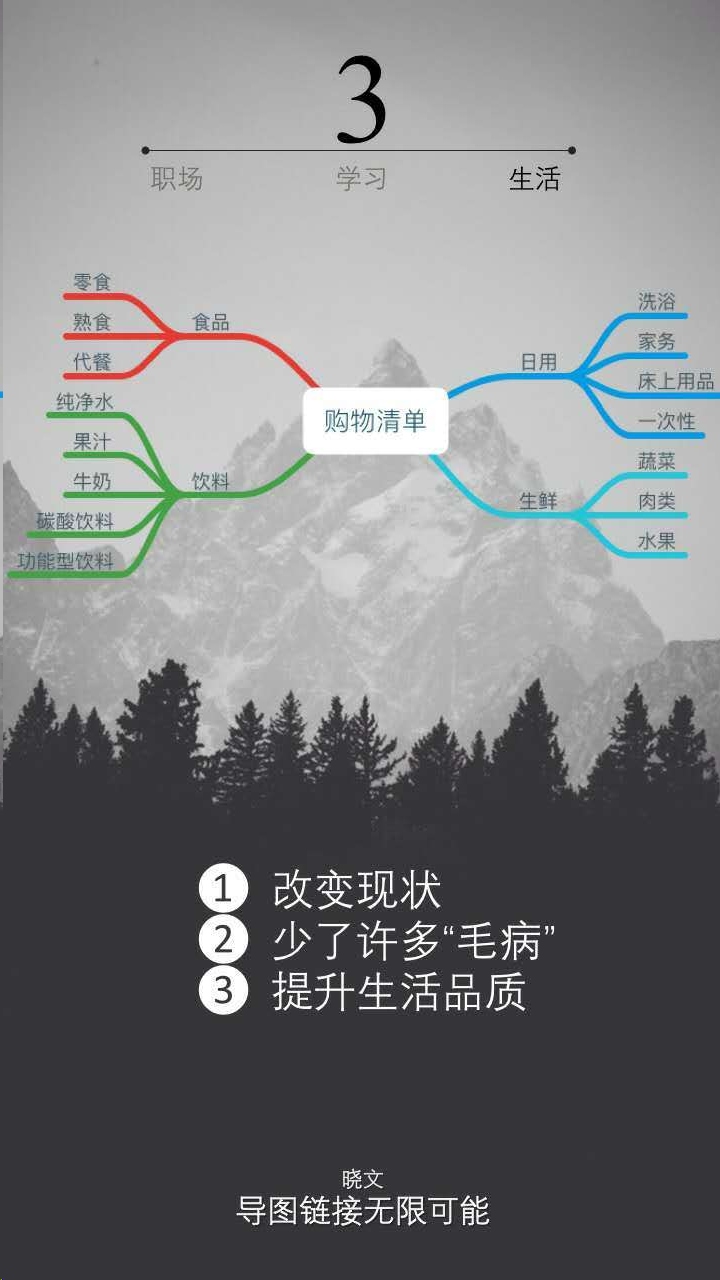 3
职场
学习
生活
零食
熟食
代餐
食品
纯净水
果汁
牛奶
碳酸饮料
功能型饮料
饮料
购物清单
日用
洗浴
家务
床上用品
一次性
生鲜
蔬菜
肉类
水果
1 改变现状
2 少了许多“毛病”
3 提升生活品质
晓文
导图链接无限可能